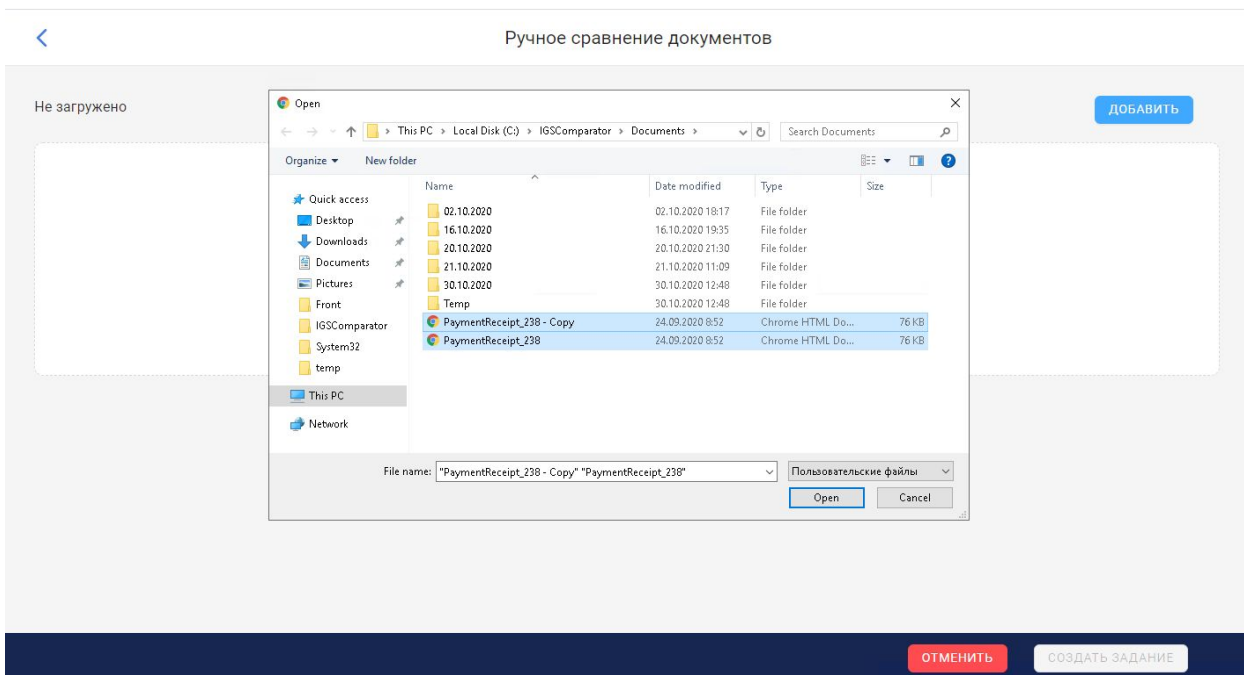 Ручное сравнение документов
Не загружено
ДОБАВИТЬ
Open
This PC > Local Disk (C:) > IGSComparator > Documents >
Search Documents
Organize
New folder
Name Date modified Type Size
Quick access
Desktop
Downloads
Documents
Pictures
Front
IGSComparator
System32
temp
This PC
Network
02.10.2020 02.10.2020 18:17 File folder
16.10.2020 16.10.2020 19:35 File folder
20.10.2020 20.10.2020 21:30 File folder
21.10.2020 21.10.2020 11:09 File folder
30.10.2020 30.10.2020 12:48 File folder
Temp 30.10.2020 12:48 File folder
PaymentReceipt_238 - Copy 24.09.2020 8:52 Chrome HTML Do... 76 KB
PaymentReceipt_238 24.09.2020 8:52 Chrome HTML Do... 76 KB
File name: "PaymentReceipt_238 - Copy" "PaymentReceipt_238"
Пользовательские файлы
Open
Cancel
ОТМЕНИТЬ
СОЗДАТЬ ЗАДАНИЕ